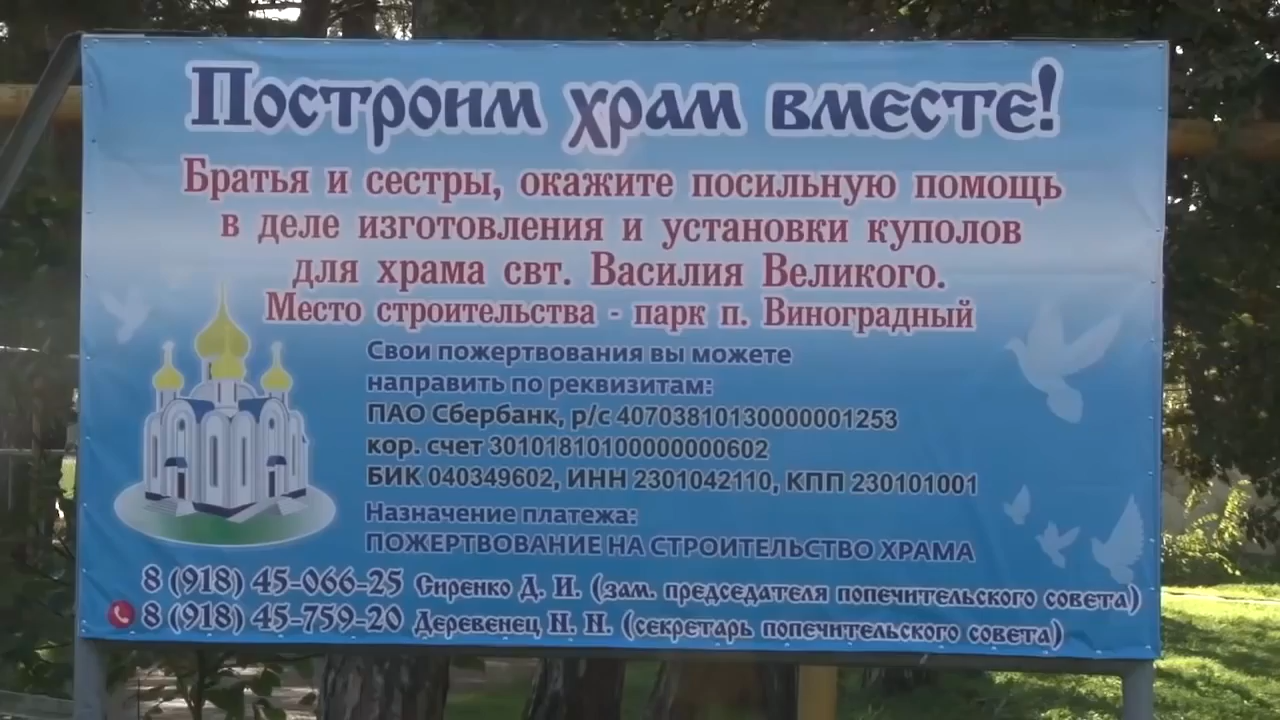 Построим храм вместе!
Братья и сестры, окажите посильную помощь
в деле изготовления и установки куполов
для храма свт. Василия Великого.
Место строительства - парк п. Виноградный
Свои пожертвования вы можете
направить по реквизитам:
ПАО Сбербанк, р/с 40703810130000001253
кор. счет 30101810100000000602
БИК 040349602, ИНН 2301042110, КПП 230101001
Назначение платежа:
ПОЖЕРТВОВАНИЕ НА СТРОИТЕЛЬСТВО ХРАМА
8 (918) 45-066-25 Сиренко Д. И. (зам. председателя попечительского совета)
8 (918) 45-759-20 Деревенец Н. Н. (секретарь попечительского совета)